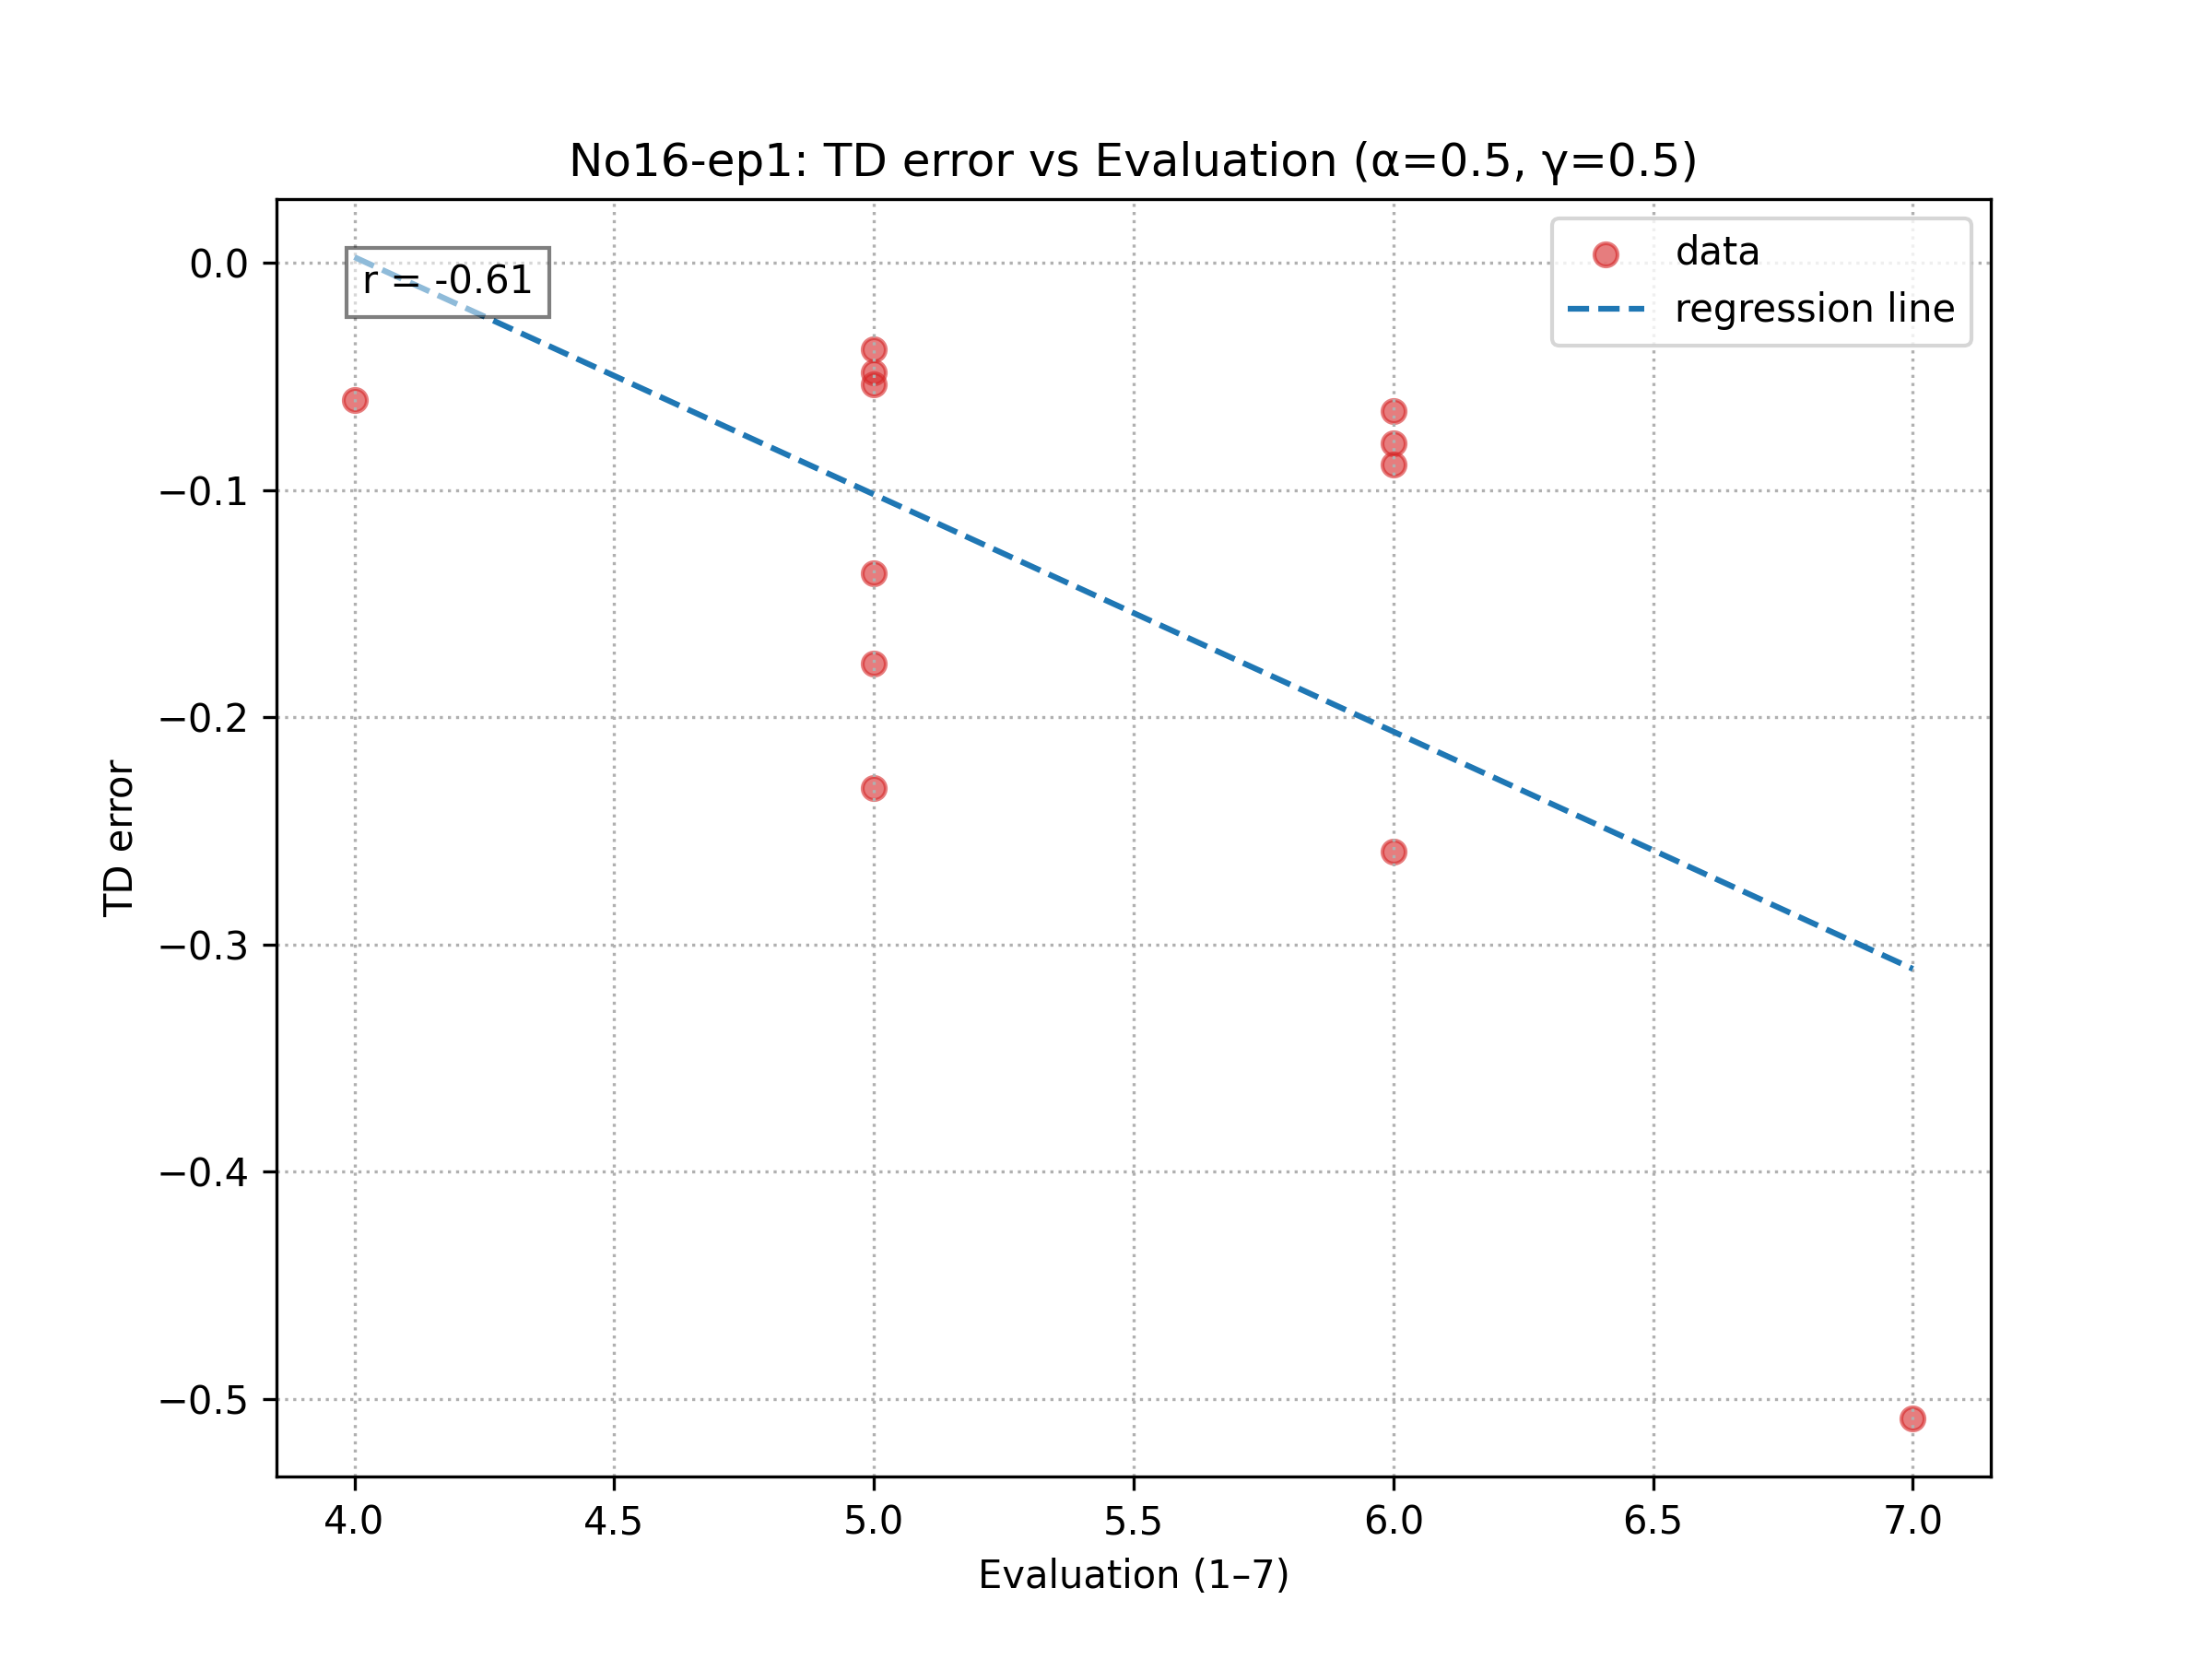 No16-ep1: TD error vs Evaluation (α=0.5, γ=0.5)
r = -0.61
data
regression line
0.0
−0.1
−0.2
−0.3
−0.4
−0.5
TD error
4.0 4.5 5.0 5.5 6.0 6.5 7.0
Evaluation (1–7)